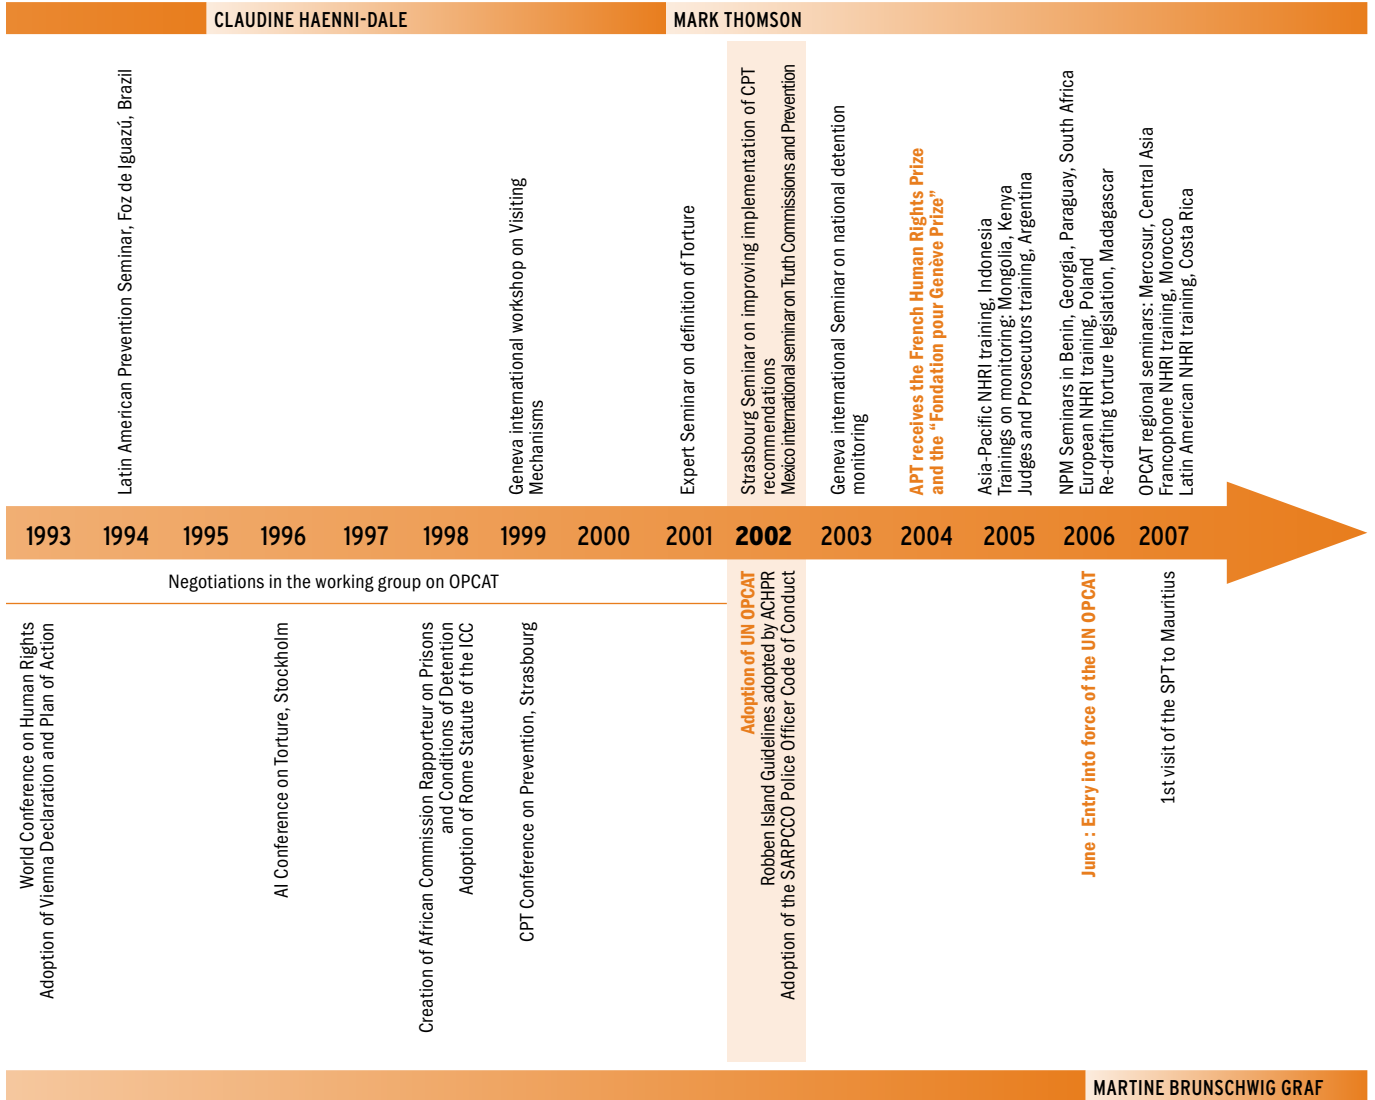 CLAUDINE HAENNI-DALE
MARK THOMSON
Latin American Prevention Seminar, Foz de Iguazú, Brazil
Geneva international workshop on Visiting
Mechanisms
Expert Seminar on definition of Torture
Strasbourg Seminar on improving implementation of CPT
recommendations
Mexico international seminar on Truth Commissions and Prevention
Geneva international Seminar on national detention
monitoring
APT receives the French Human Rights Prize
and the “Fondation pour Genève Prize”
Asia-Pacific NHRI training, Indonesia
Trainings on monitoring: Mongolia, Kenya
Judges and Prosecutors training, Argentina
NPM Seminars in Benin, Georgia, Paraguay, South Africa
European NHRI training, Poland
Re-drafting torture legislation, Madagascar
OPCAT regional seminars: Mercosur, Central Asia
Francophone NHRI training, Morocco
Latin American NHRI training, Costa Rica
1993 1994 1995 1996 1997 1998 1999 2000 2001 2002 2003 2004 2005 2006 2007
Negotiations in the working group on OPCAT
World Conference on Human Rights
Adoption of Vienna Declaration and Plan of Action
AI Conference on Torture, Stockholm
Creation of African Commission Rapporteur on Prisons
and Conditions of Detention
Adoption of Rome Statute of the ICC
CPT Conference on Prevention, Strasbourg
Adoption of UN OPCAT
Robben Island Guidelines adopted by ACHPR
Adoption of the SARPCCO Police Officer Code of Conduct
June : Entry into force of the UN OPCAT
1st visit of the SPT to Mauritius
MARTINE BRUNSCHWIG GRAF